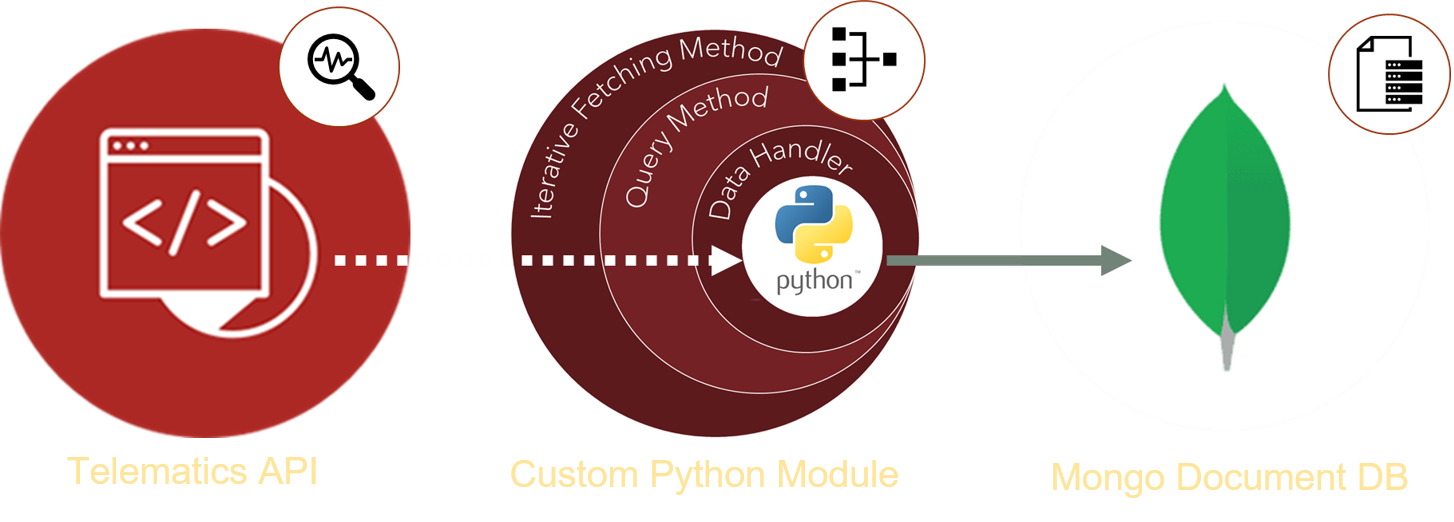 Iterative Fetching Method
Query Method
Data Handler
</>
python™
Telematics API
Custom Python Module
Mongo Document DB